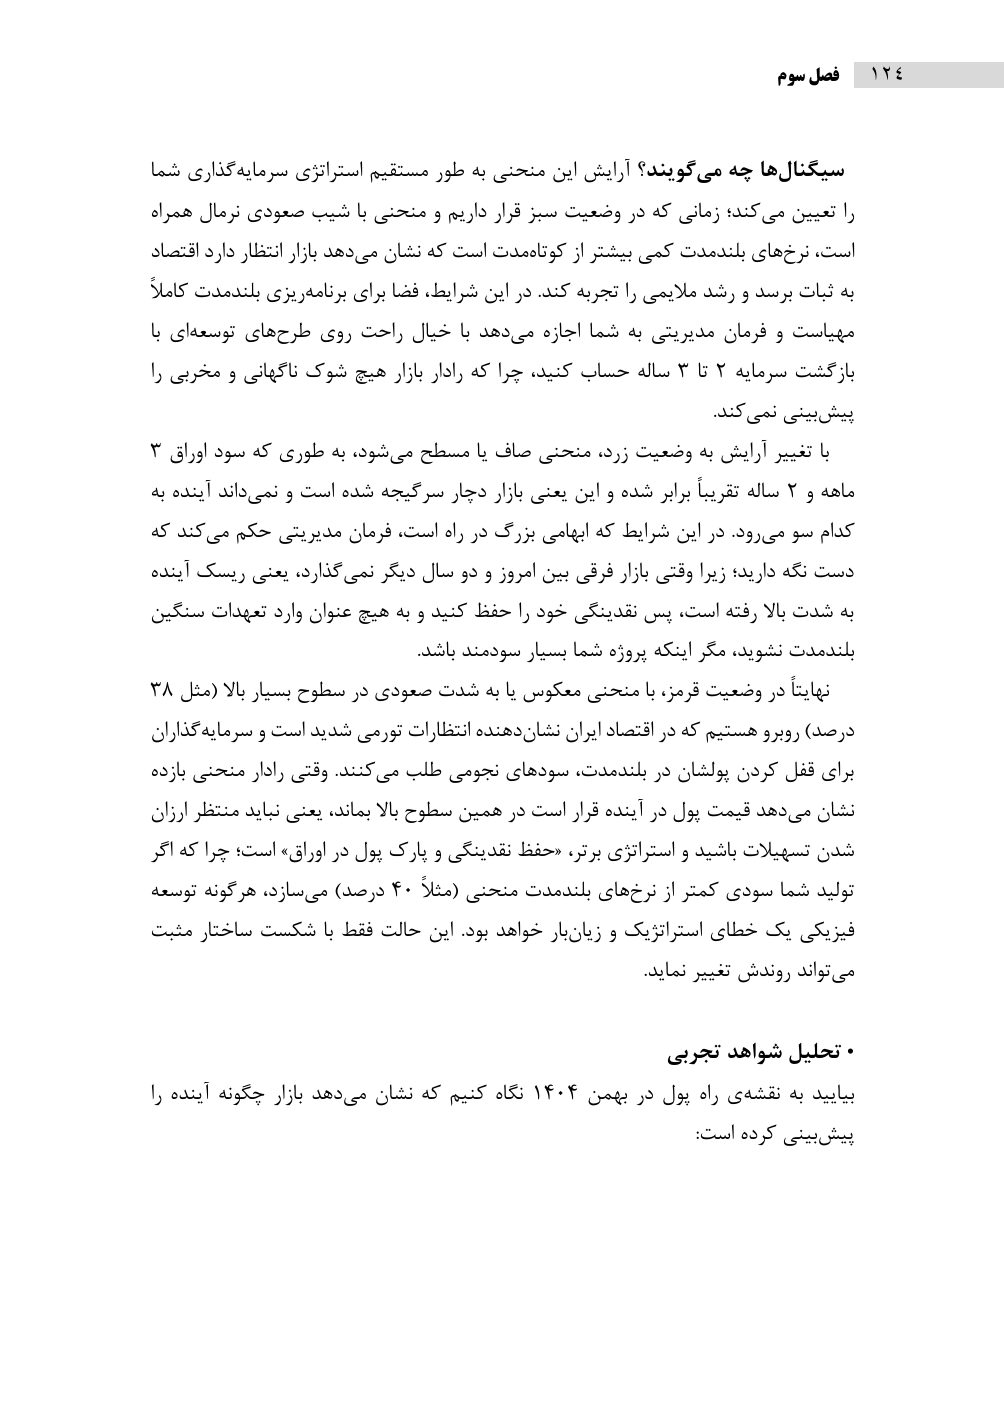 ۱۲۴ فصل سوم
سیگنال‌ها چه می‌گویند؟ آرایش این منحنی به طور مستقیم استراتژی سرمایه‌گذاری شما
را تعیین می‌کند؛ زمانی که در وضعیت سبز قرار داریم و منحنی با شیب صعودی نرمال همراه
است، نرخ‌های بلندمدت کمی بیشتر از کوتاه‌مدت است که نشان می‌دهد بازار انتظار دارد اقتصاد
به ثبات برسد و رشد ملایمی را تجربه کند. در این شرایط، فضا برای برنامه‌ریزی بلندمدت کاملاً
مهیاست و فرمان مدیریتی به شما اجازه می‌دهد با خیال راحت روی طرح‌های توسعه‌ای با
بازگشت سرمایه ۲ تا ۳ ساله حساب کنید، چرا که رادار بازار هیچ شوک ناگهانی و مخربی را
پیش‌بینی نمی‌کند.
با تغییر آرایش به وضعیت زرد، منحنی صاف یا مسطح می‌شود، به طوری که سود اوراق ۳
ماهه و ۲ ساله تقریباً برابر شده و این یعنی بازار دچار سرگیجه شده است و نمی‌داند آینده به
کدام سو می‌رود. در این شرایط که ابهامی بزرگ در راه است، فرمان مدیریتی حکم می‌کند که
دست نگه دارید؛ زیرا وقتی بازار فرقی بین امروز و دو سال دیگر نمی‌گذارد، یعنی ریسک آینده
به شدت بالا رفته است، پس نقدینگی خود را حفظ کنید و به هیچ عنوان وارد تعهدات سنگین
بلندمدت نشوید، مگر اینکه پروژه شما بسیار سودمند باشد.
نهایتاً در وضعیت قرمز، با منحنی معکوس یا به شدت صعودی در سطوح بسیار بالا (مثل ۳۸
درصد) روبرو هستیم که در اقتصاد ایران نشان‌دهنده انتظارات تورمی شدید است و سرمایه‌گذاران
برای قفل کردن پولشان در بلندمدت، سودهای نجومی طلب می‌کنند. وقتی رادار منحنی بازده
نشان می‌دهد قیمت پول در آینده قرار است در همین سطوح بالا بماند، یعنی نباید منتظر ارزان
شدن تسهیلات باشید و استراتژی برتر، «حفظ نقدینگی و پارک پول در اوراق» است؛ چرا که اگر
تولید شما سودی کمتر از نرخ‌های بلندمدت منحنی (مثلاً ۴۰ درصد) می‌سازد، هرگونه توسعه
فیزیکی یک خطای استراتژیک و زیان‌بار خواهد بود. این حالت فقط با شکست ساختار مثبت
می‌تواند روندش تغییر نماید.
• تحلیل شواهد تجربی
بیایید به نقشه‌ی راه پول در بهمن ۱۴۰۴ نگاه کنیم که نشان می‌دهد بازار چگونه آینده را
پیش‌بینی کرده است: